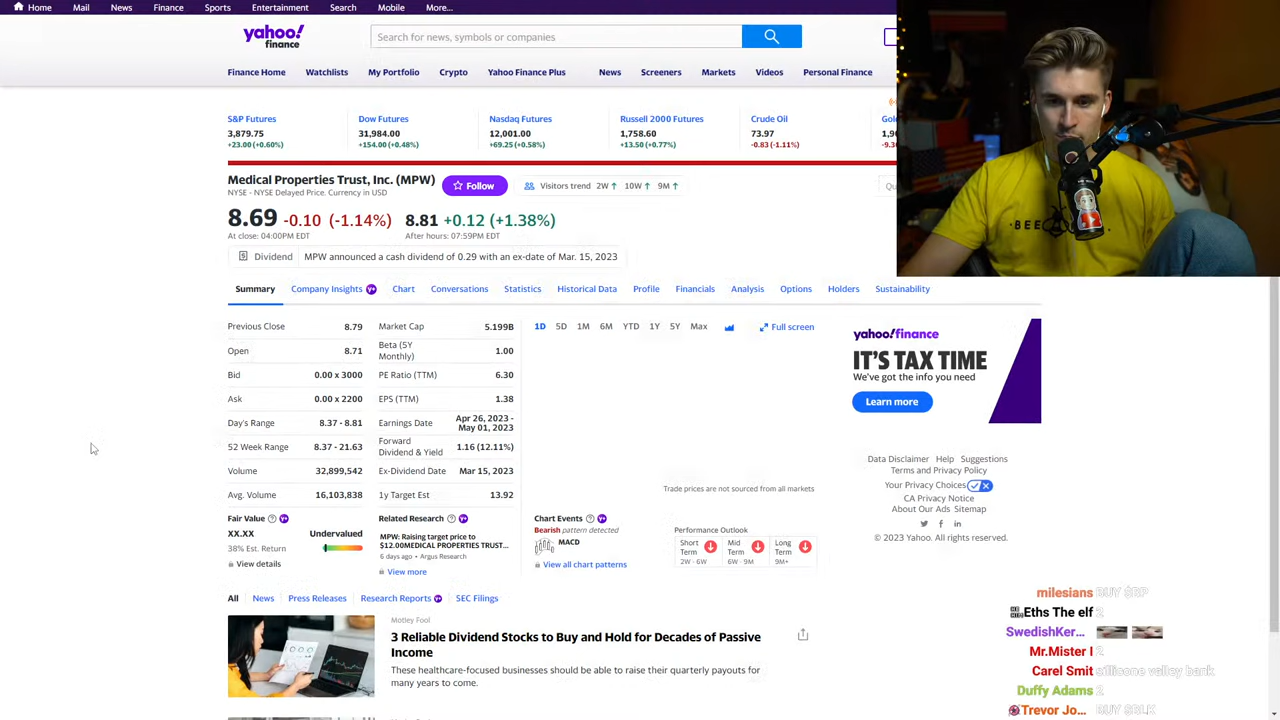 Home Mail News Finance Sports Entertainment Search Mobile More...
yahoo!
finance
Search for news, symbols or companies
Finance Home Watchlists My Portfolio Crypto Yahoo Finance Plus News Screeners Markets Videos Personal Finance
S&P Futures Dow Futures Nasdaq Futures Russell 2000 Futures Crude Oil
3,879.75 31,984.00 12,001.00 1,758.60 73.97
+23.00 (+0.60%) +154.00 (+0.48%) +69.25 (+0.58%) +13.50 (+0.77%) -0.83 (-1.11%)
Medical Properties Trust, Inc. (MPW) Follow Visitors trend 2W↑ 10W↑ 9M↑
NYSE - NYSE Delayed Price. Currency in USD
8.69 -0.10 (-1.14%) 8.81 +0.12 (+1.38%)
At close: 04:00PM EDT After hours: 07:59PM EDT
Dividend MPW announced a cash dividend of 0.29 with an ex-date of Mar. 15, 2023
Summary Company Insights Chart Conversations Statistics Historical Data Profile Financials Analysis Options Holders Sustainability
Previous Close 8.79
Open 8.71
Bid 0.00 x 3000
Ask 0.00 x 2200
Day's Range 8.37 - 8.81
52 Week Range 8.37 - 21.63
Volume 32,899,542
Avg. Volume 16,103,838
Market Cap 5.199B
Beta (5Y
Monthly) 1.00
PE Ratio (TTM) 6.30
EPS (TTM) 1.38
Earnings Date Apr 26, 2023 -
May 01, 2023
Forward
Dividend & Yield 1.16 (12.11%)
Ex-Dividend Date Mar 15, 2023
1y Target Est 13.92
1D 5D 1M 6M YTD 1Y 5Y Max Full screen
Trade prices are not sourced from all markets
Fair Value
XX.XX Undervalued
38% Est. Return
View details
Related Research
MPW: Raising target price to
$12.00MEDICAL PROPERTIES TRUST...
6 days ago • Argus Research
View more
Chart Events
Bearish pattern detected
MACD
View all chart patterns
Performance Outlook
Short
Term
2W - 6W
Mid
Term
6W - 9M
Long
Term
9M+
yahoo!finance
IT'S TAX TIME
We've got the info you need
Learn more
Data Disclaimer Help Suggestions
Terms and Privacy Policy
Your Privacy Choices
CA Privacy Notice
About Our Ads Sitemap
© 2023 Yahoo. All rights reserved.
All News Press Releases Research Reports SEC Filings
Motley Fool
3 Reliable Dividend Stocks to Buy and Hold for Decades of Passive
Income
These healthcare-focused businesses should be able to raise their quarterly payouts for
many years to come.
milesians BUY $RP
Eths The elf 2
SwedishKer...
Mr.Mister I 2
Carel Smit sillicone valley bank
Duffy Adams 2
Trevor Jo...